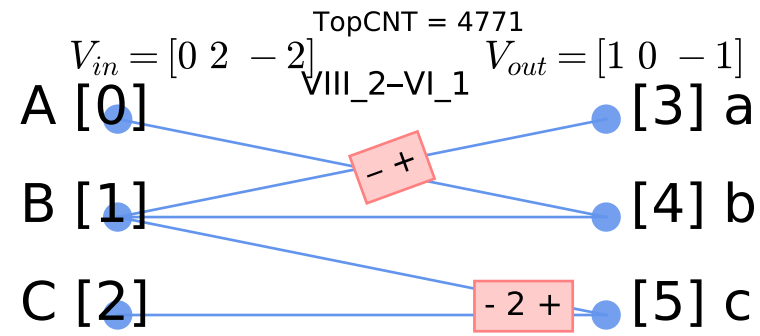 TopCNT = 4771
V_in = [0 2 − 2] V_out = [1 0 − 1]
VIII_2–VI_1
A [0] [3] a
− +
B [1] [4] b
C [2] - 2 + [5] c